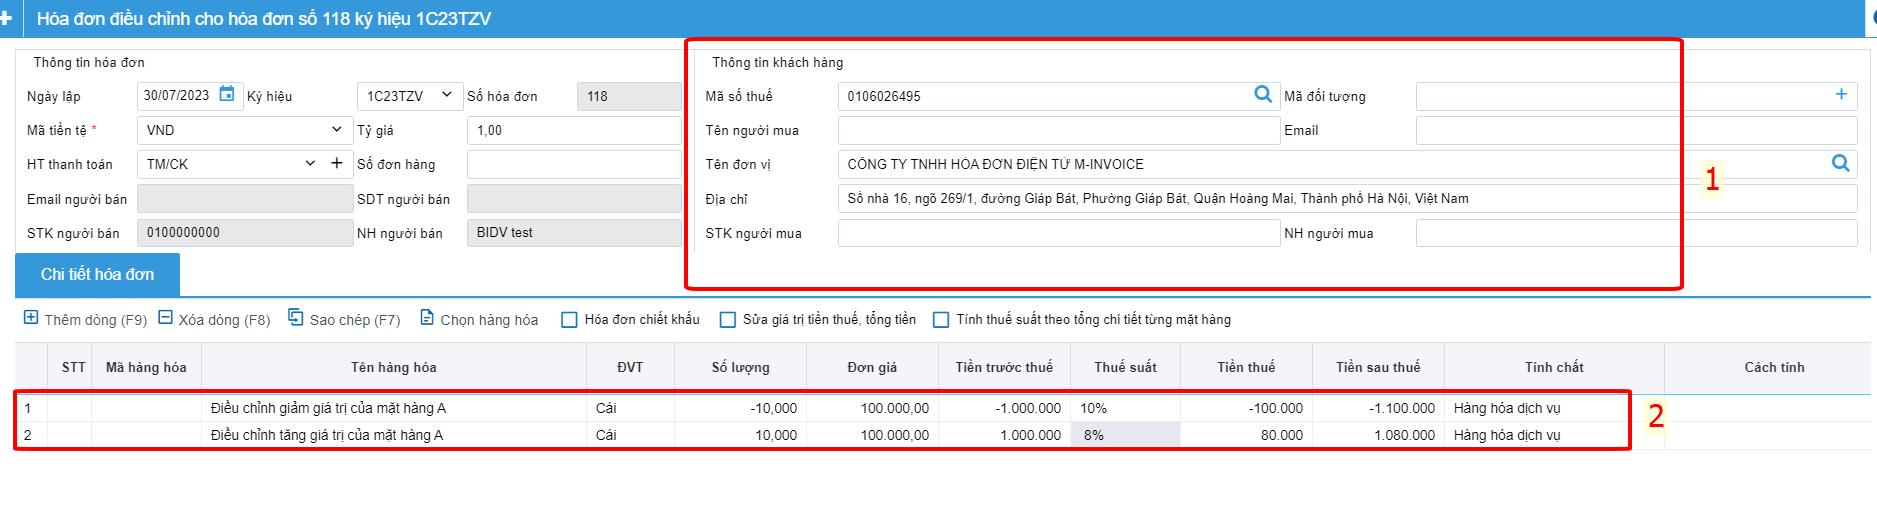 Hóa đơn điều chỉnh cho hóa đơn số 118 ký hiệu 1C23TZV
Thông tin hóa đơn
Ngày lập 30/07/2023 Ký hiệu 1C23TZV Số hóa đơn 118
Mã tiền tệ * VND Tỷ giá 1,00
HT thanh toán TM/CK Số đơn hàng
Email người bán SDT người bán
STK người bán 0100000000 NH người bán BIDV test
Thông tin khách hàng
Mã số thuế 0106026495 Mã đối tượng
Tên người mua Email
Tên đơn vị CÔNG TY TNHH HÓA ĐƠN ĐIỆN TỬ M-INVOICE
Địa chỉ Số nhà 16, ngõ 269/1, đường Giáp Bát, Phường Giáp Bát, Quận Hoàng Mai, Thành phố Hà Nội, Việt Nam
STK người mua NH người mua
1
Chi tiết hóa đơn
Thêm dòng (F9) Xóa dòng (F8) Sao chép (F7) Chọn hàng hóa Hóa đơn chiết khấu Sửa giá trị tiền thuế, tổng tiền Tính thuế suất theo tổng chi tiết từng mặt hàng
STT Mã hàng hóa Tên hàng hóa ĐVT Số lượng Đơn giá Tiền trước thuế Thuế suất Tiền thuế Tiền sau thuế Tính chất Cách tính
1 Điều chỉnh giảm giá trị của mặt hàng A Cái -10,000 100.000,00 -1.000.000 10% -100.000 -1.100.000 Hàng hóa dịch vụ
2 Điều chỉnh tăng giá trị của mặt hàng A Cái 10,000 100.000,00 1.000.000 8% 80.000 1.080.000 Hàng hóa dịch vụ
2